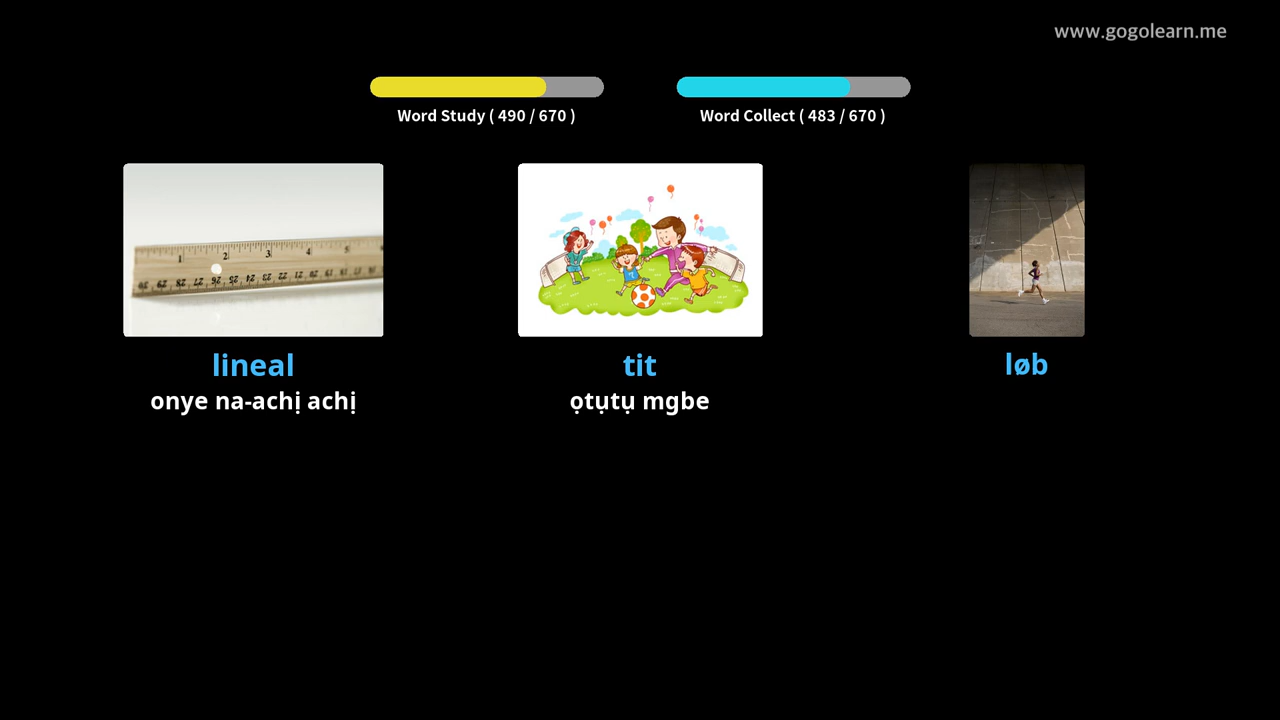 www.gogolearn.me
Word Study ( 490 / 670 )
Word Collect ( 483 / 670 )
lineal
onye na-achị achị
tit
ọtụtụ mgbe
løb